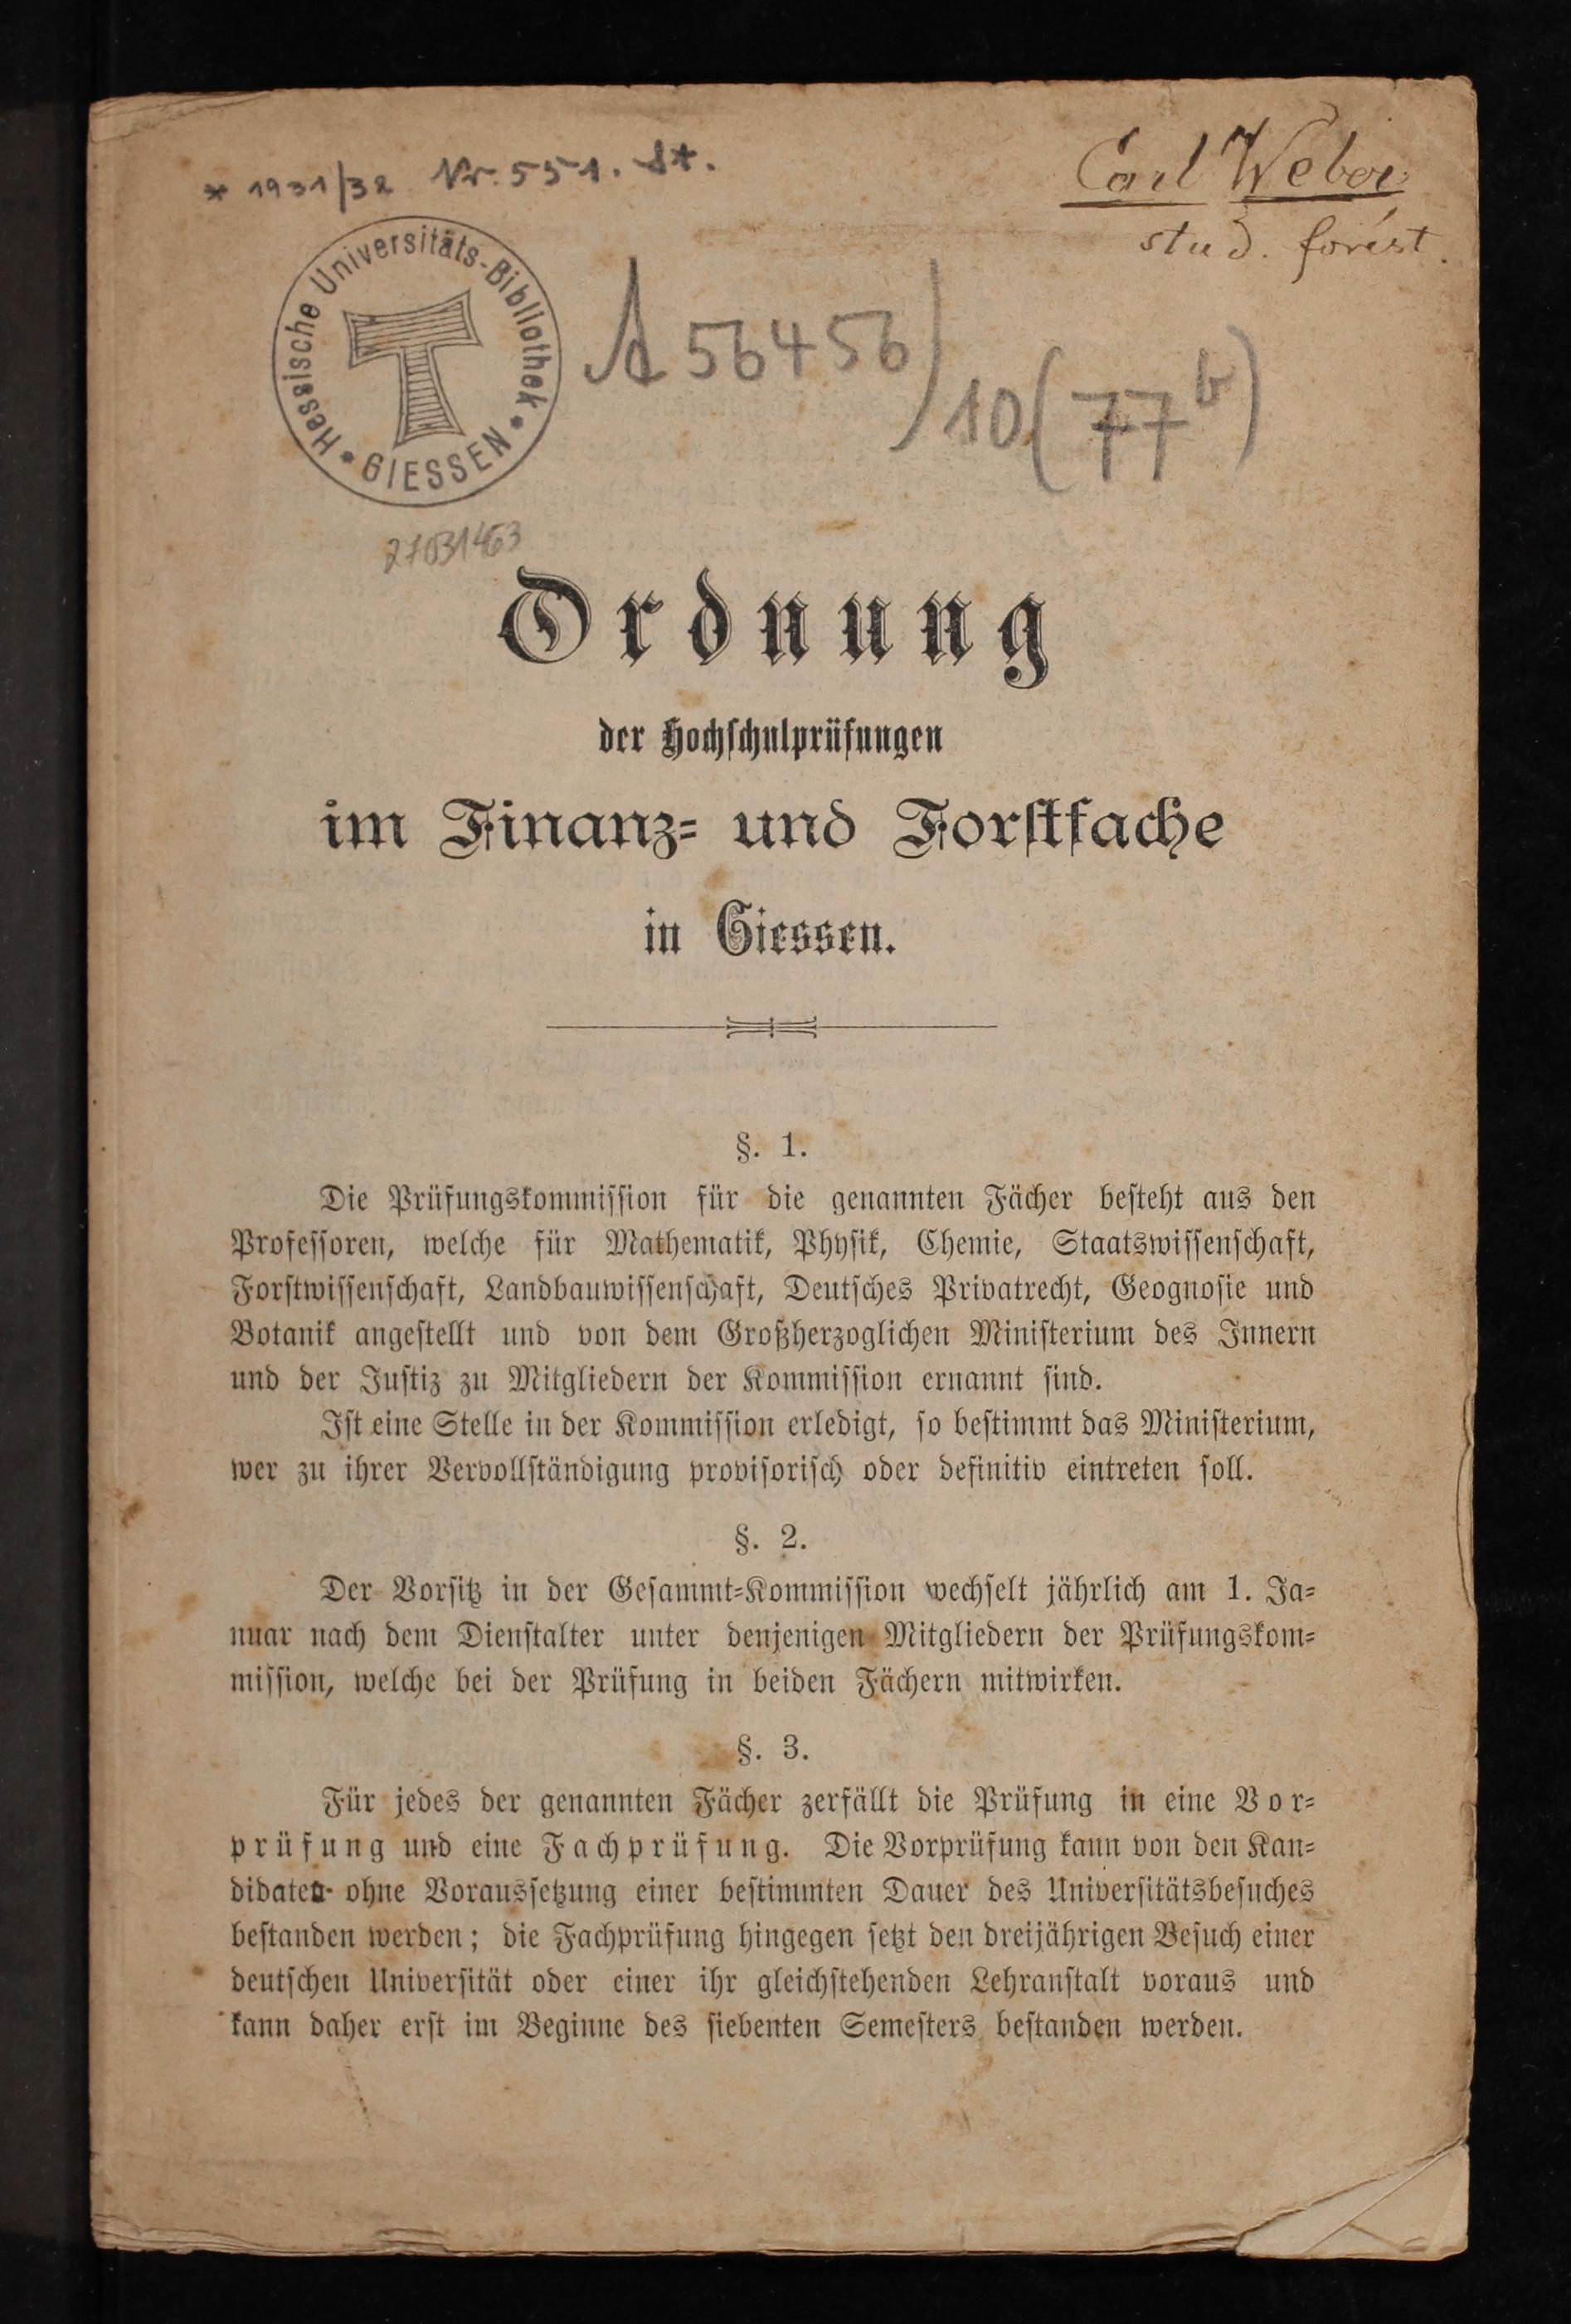 * 1931/32 Nr. 551. St.
Carl Weber
stud. forest.
Hessische Universitäts-Bibliothek
* GIESSEN *
A 56456/10(77b)
27031463
Ordnung
der Hochschulprüfungen
im Finanz- und Forstfache
in Giessen.
§. 1.
Die Prüfungskommission für die genannten Fächer besteht aus den
Professoren, welche für Mathematik, Physik, Chemie, Staatswissenschaft,
Forstwissenschaft, Landbauwissenschaft, Deutsches Privatrecht, Geognosie und
Botanik angestellt und von dem Großherzoglichen Ministerium des Innern
und der Justiz zu Mitgliedern der Kommission ernannt sind.
Ist eine Stelle in der Kommission erledigt, so bestimmt das Ministerium,
wer zu ihrer Vervollständigung provisorisch oder definitiv eintreten soll.
§. 2.
Der Vorsitz in der Gesammt-Kommission wechselt jährlich am 1. Ja-
nuar nach dem Dienstalter unter denjenigen Mitgliedern der Prüfungskom-
mission, welche bei der Prüfung in beiden Fächern mitwirken.
§. 3.
Für jedes der genannten Fächer zerfällt die Prüfung in eine Vor-
prüfung und eine Fachprüfung. Die Vorprüfung kann von den Kan-
didaten ohne Voraussetzung einer bestimmten Dauer des Universitätsbesuches
bestanden werden; die Fachprüfung hingegen setzt den dreijährigen Besuch einer
deutschen Universität oder einer ihr gleichstehenden Lehranstalt voraus und
kann daher erst im Beginne des siebenten Semesters bestanden werden.